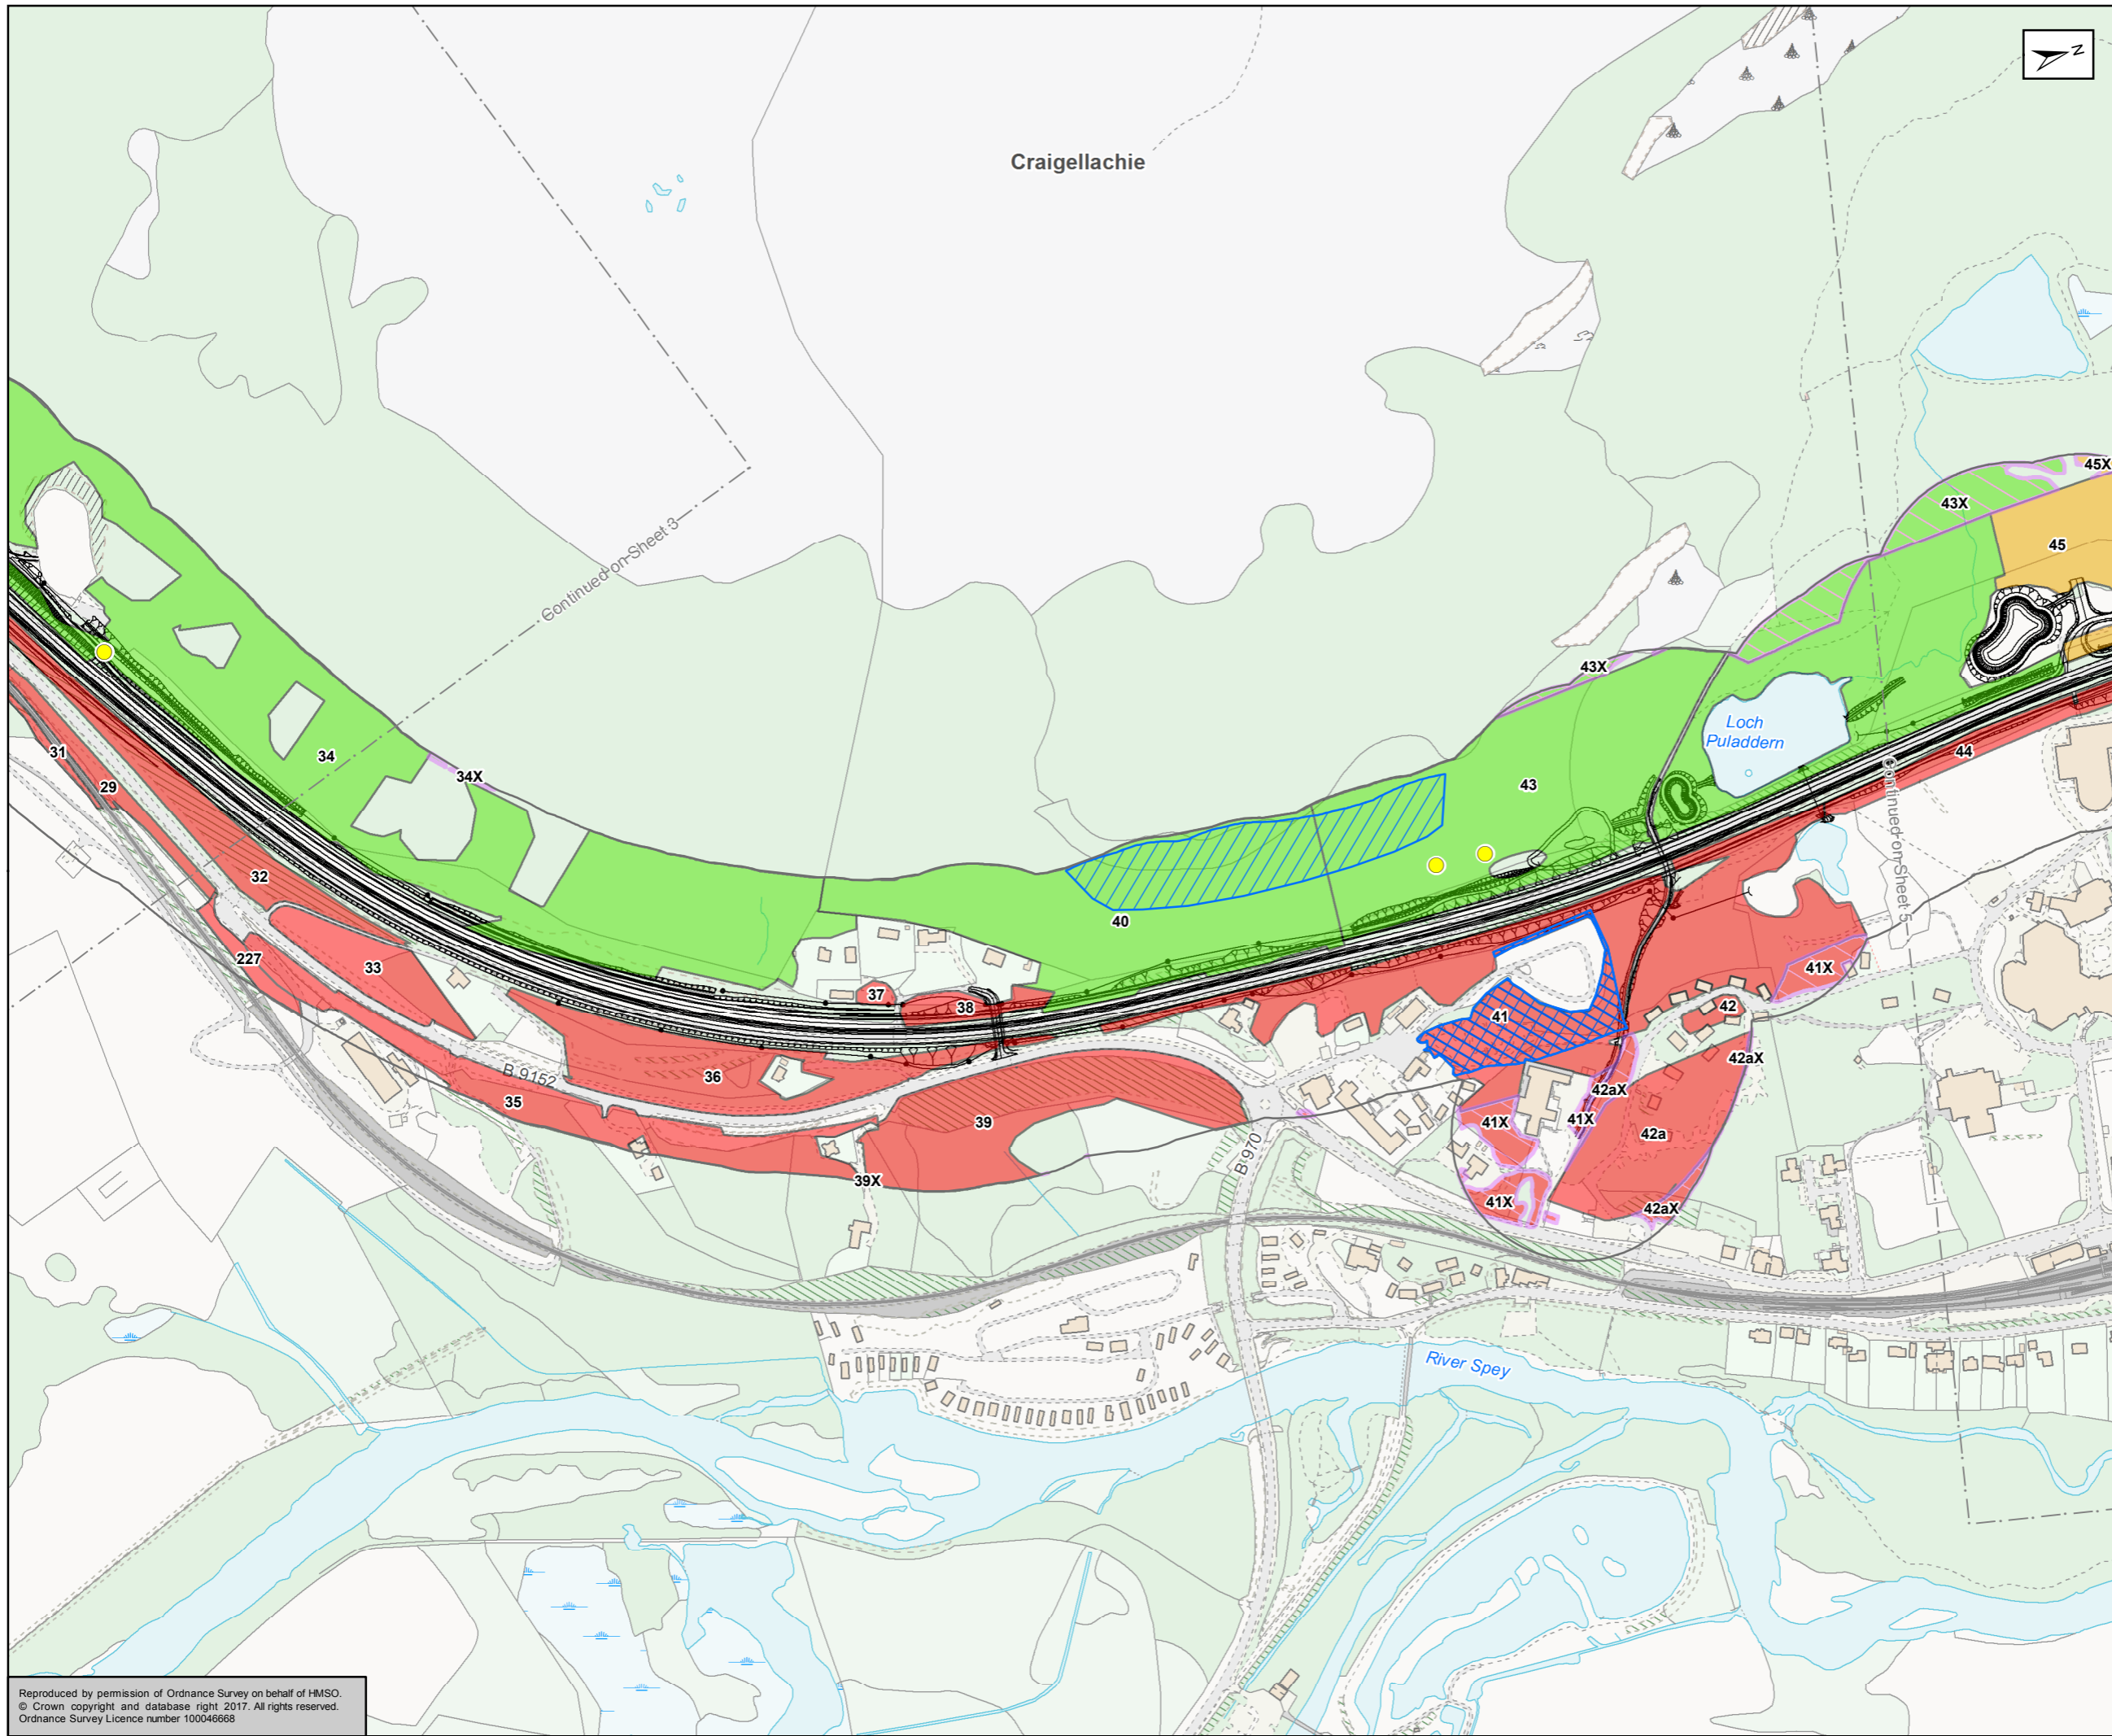 N
Craigellachie
45X
43X
45
Continued on Sheet 3
43X
31
29
34
34X
Loch
Puladdern
44
43
Continued on Sheet 5
32
40
227
33
37
38
41
41X
42
36
B 9152
35
39
42aX
42aX
41X
41X
42a
B 970
39X
41X
42aX
River Spey
Reproduced by permission of Ordnance Survey on behalf of HMSO.
© Crown copyright and database right 2017. All rights reserved.
Ordnance Survey Licence number 100046668